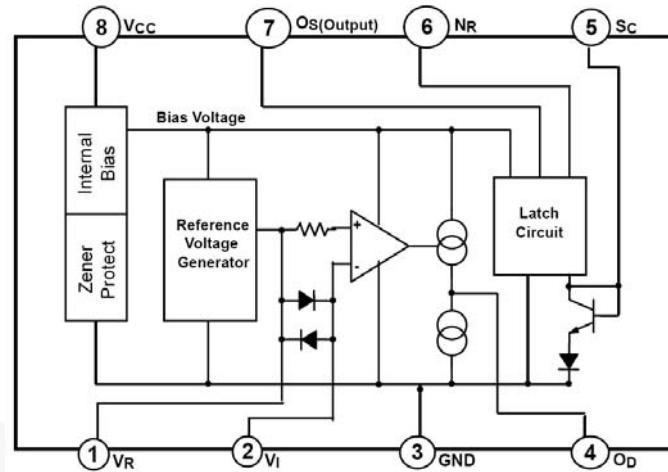 8 VCC
7 OS(Output)
6 NR
5 SC
Bias Voltage
Internal
Bias
Zener
Protect
Reference
Voltage
Generator
+
-
Latch
Circuit
1 VR
2 VI
3 GND
4 OD